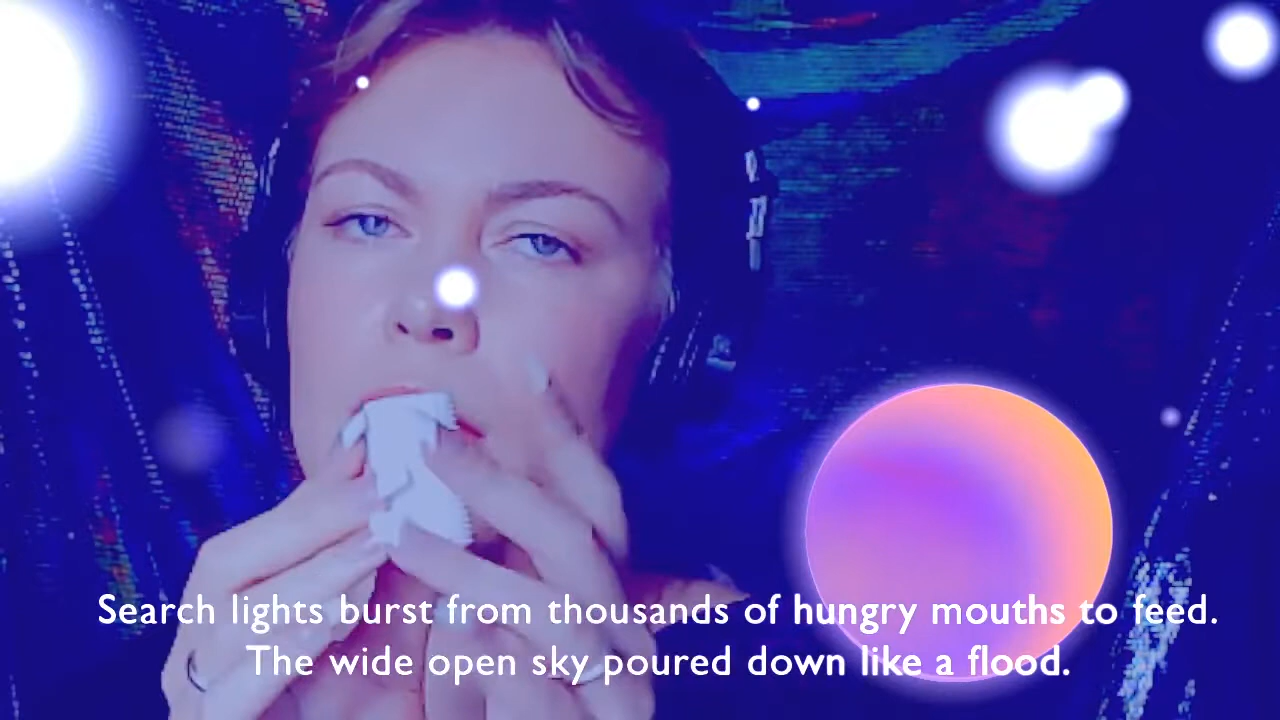 Search lights burst from thousands of hungry mouths to feed.
The wide open sky poured down like a flood.